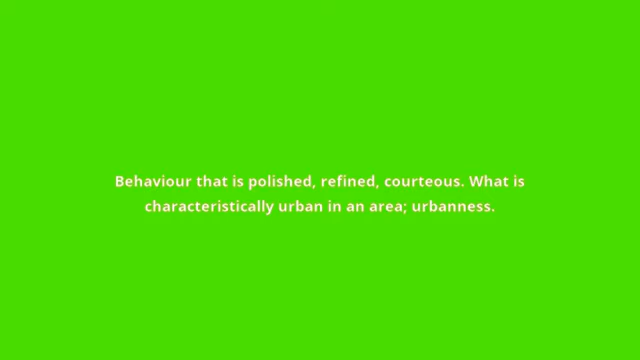 Behaviour that is polished, refined, courteous. What is
characteristically urban in an area; urbanness.